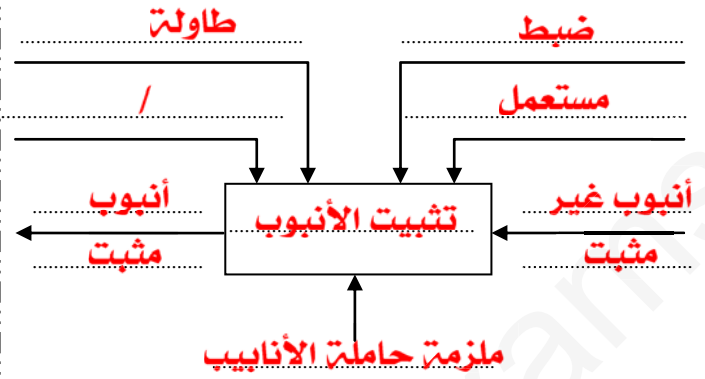 ضبط
طاولة
مستعمل
/
أنبوب غير
مثبت
تثبيت الأنبوب
أنبوب
مثبت
ملزمة حاملة الأنابيب